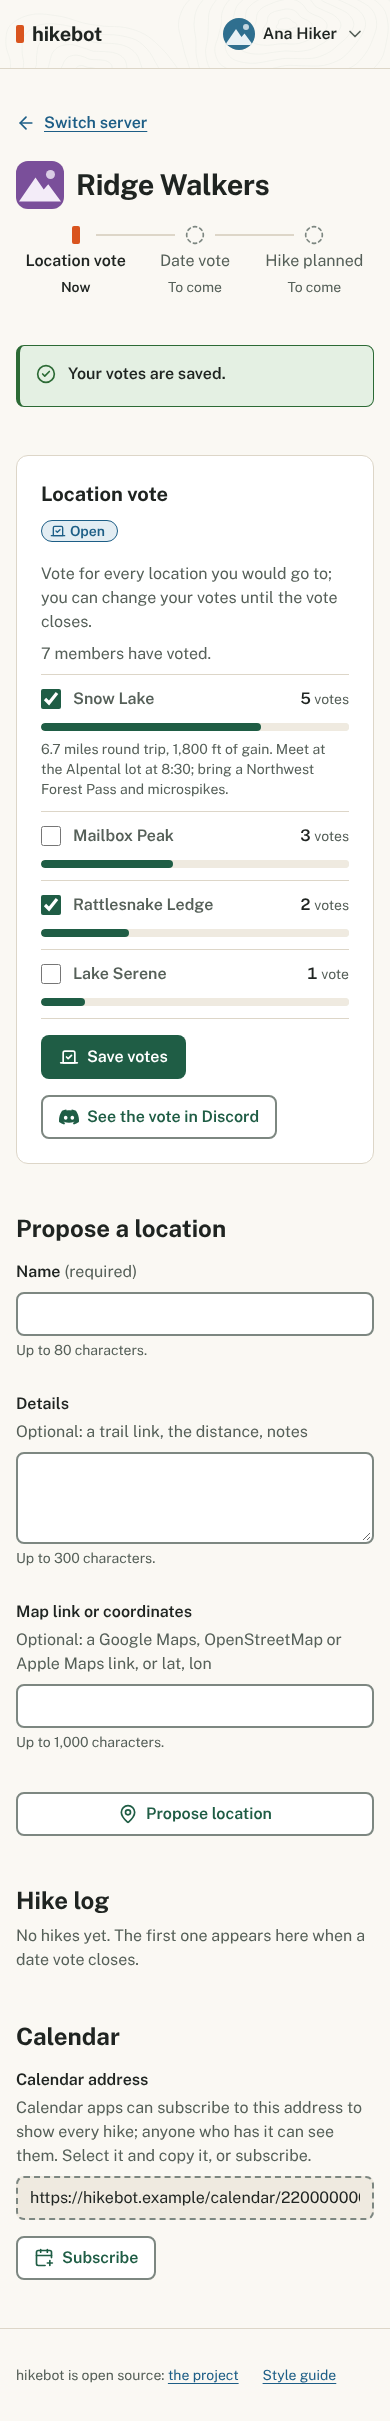 hikebot
Ana Hiker
Switch server
Ridge Walkers
Location vote
Date vote
Hike planned
Now
To come
To come
Your votes are saved.
Location vote
Open
Vote for every location you would go to;
you can change your votes until the vote
closes.
7 members have voted.
Snow Lake
5 votes
6.7 miles round trip, 1,800 ft of gain. Meet at
the Alpental lot at 8:30; bring a Northwest
Forest Pass and microspikes.
Mailbox Peak
3 votes
Rattlesnake Ledge
2 votes
Lake Serene
1 vote
Save votes
See the vote in Discord
Propose a location
Name (required)
Up to 80 characters.
Details
Optional: a trail link, the distance, notes
Up to 300 characters.
Map link or coordinates
Optional: a Google Maps, OpenStreetMap or
Apple Maps link, or lat, lon
Up to 1,000 characters.
Propose location
Hike log
No hikes yet. The first one appears here when a
date vote closes.
Calendar
Calendar address
Calendar apps can subscribe to this address to
show every hike; anyone who has it can see
them. Select it and copy it, or subscribe.
https://hikebot.example/calendar/220000000
Subscribe
hikebot is open source: the project
Style guide